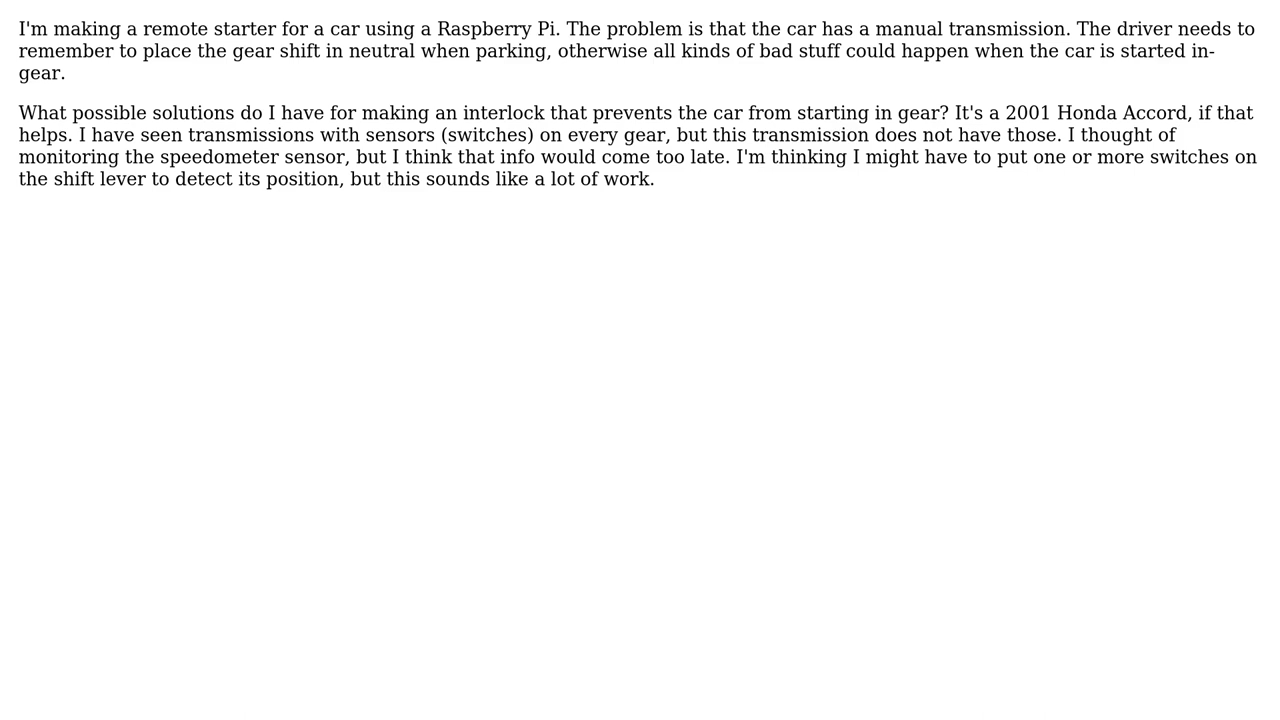 I'm making a remote starter for a car using a Raspberry Pi. The problem is that the car has a manual transmission. The driver needs to
remember to place the gear shift in neutral when parking, otherwise all kinds of bad stuff could happen when the car is started in-
gear.
What possible solutions do I have for making an interlock that prevents the car from starting in gear? It's a 2001 Honda Accord, if that
helps. I have seen transmissions with sensors (switches) on every gear, but this transmission does not have those. I thought of
monitoring the speedometer sensor, but I think that info would come too late. I'm thinking I might have to put one or more switches on
the shift lever to detect its position, but this sounds like a lot of work.